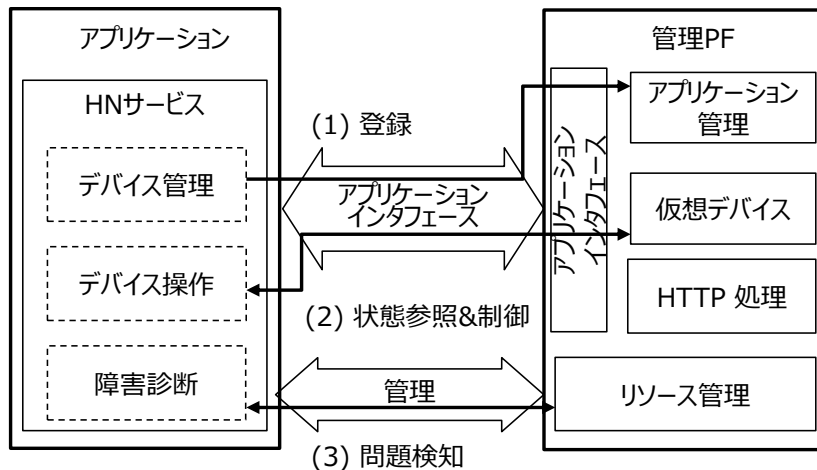 アプリケーション
HNサービス
デバイス管理
デバイス操作
障害診断
(1) 登録
アプリケーション
インタフェース
(2) 状態参照&制御
管理
(3) 問題検知
管理PF
アプリケーション
インタフェース
アプリケーション
管理
仮想デバイス
HTTP 処理
リソース管理